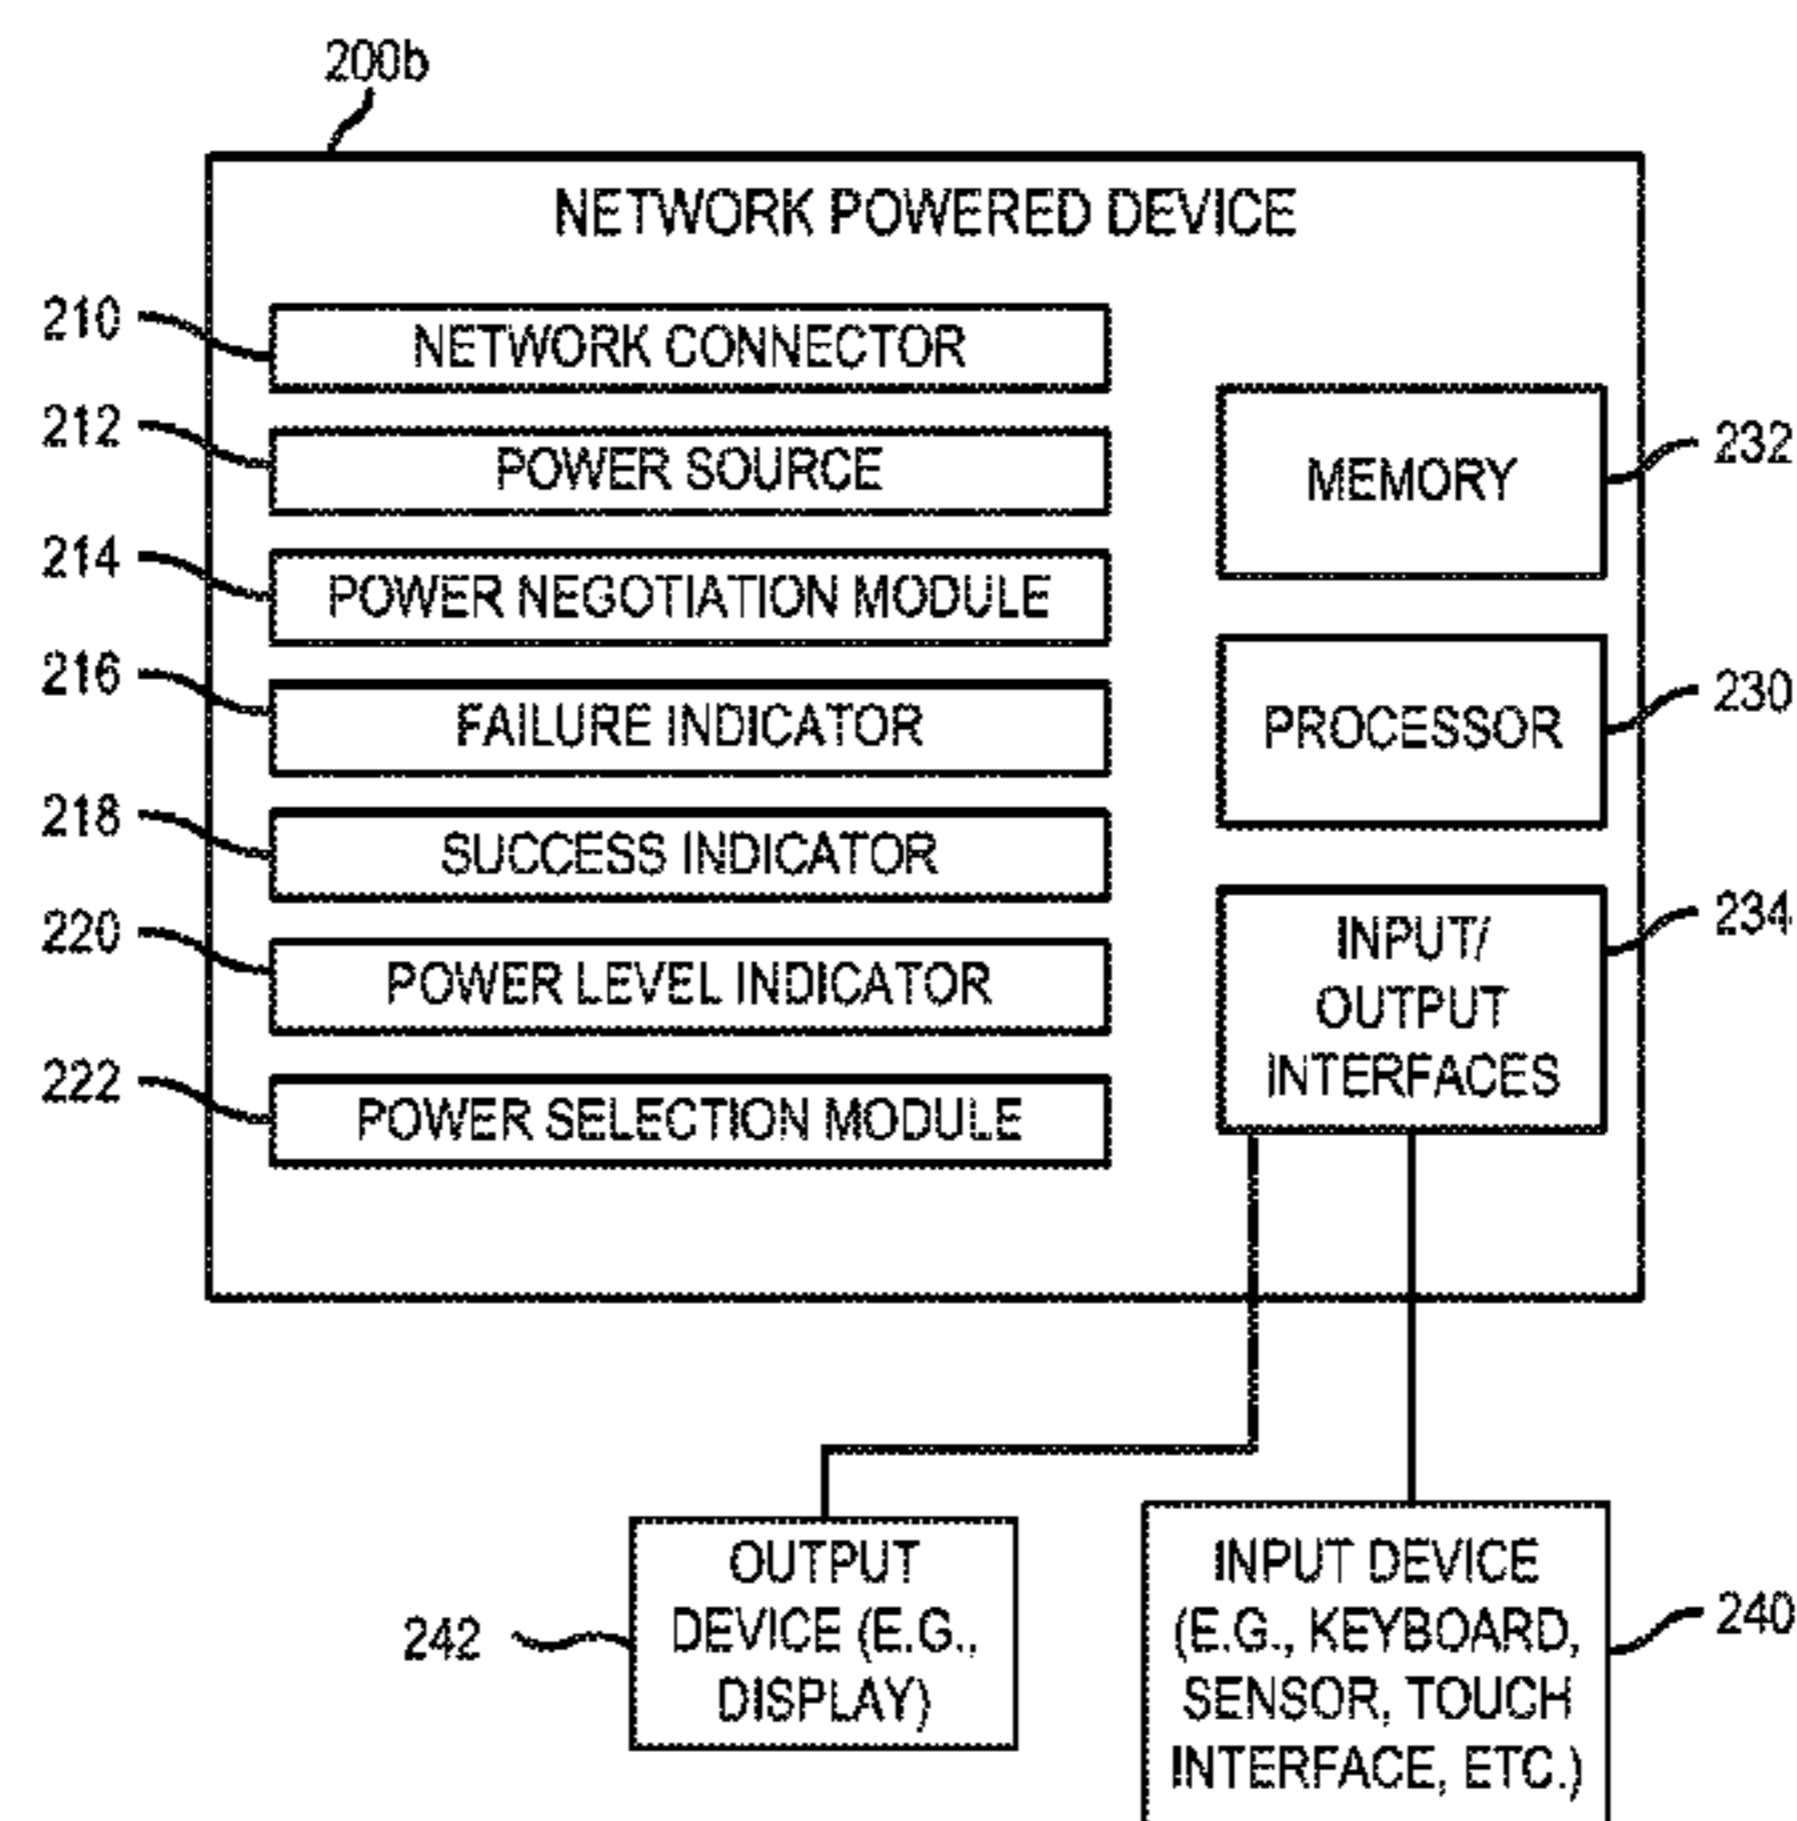 200b
NETWORK POWERED DEVICE
210
NETWORK CONNECTOR
212
POWER SOURCE
214
POWER NEGOTIATION MODULE
216
FAILURE INDICATOR
218
SUCCESS INDICATOR
220
POWER LEVEL INDICATOR
222
POWER SELECTION MODULE
MEMORY
232
PROCESSOR
230
INPUT/
OUTPUT
INTERFACES
234
242
OUTPUT
DEVICE (E.G.,
DISPLAY)
INPUT DEVICE
(E.G., KEYBOARD,
SENSOR, TOUCH
INTERFACE, ETC.)
240